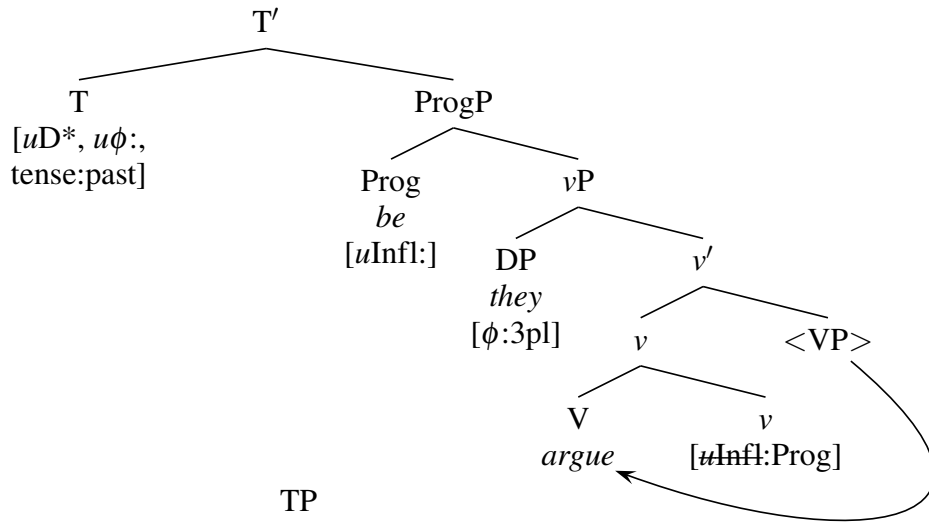 T′
T ProgP
[uD*, uϕ:,
tense:past]
Prog vP
be
[uInfl:]
DP v′
they
[ϕ:3pl]
v <VP>
V v
argue [uInfl:Prog]
TP